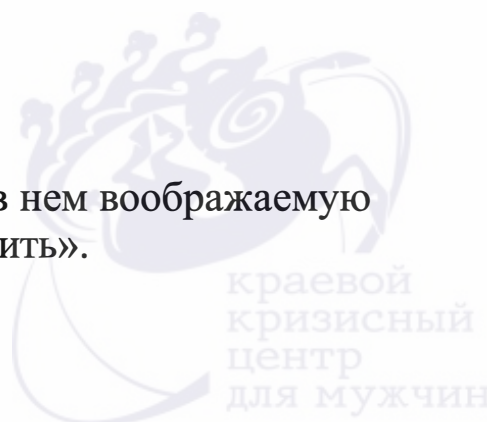 в нем воображаемую
ить».
краевой
кризисный
центр
для мужчин